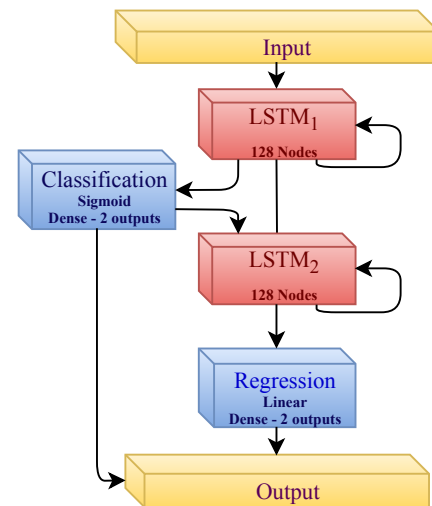 Input
LSTM1
128 Nodes
Classification
Sigmoid
Dense - 2 outputs
LSTM2
128 Nodes
Regression
Linear
Dense - 2 outputs
Output